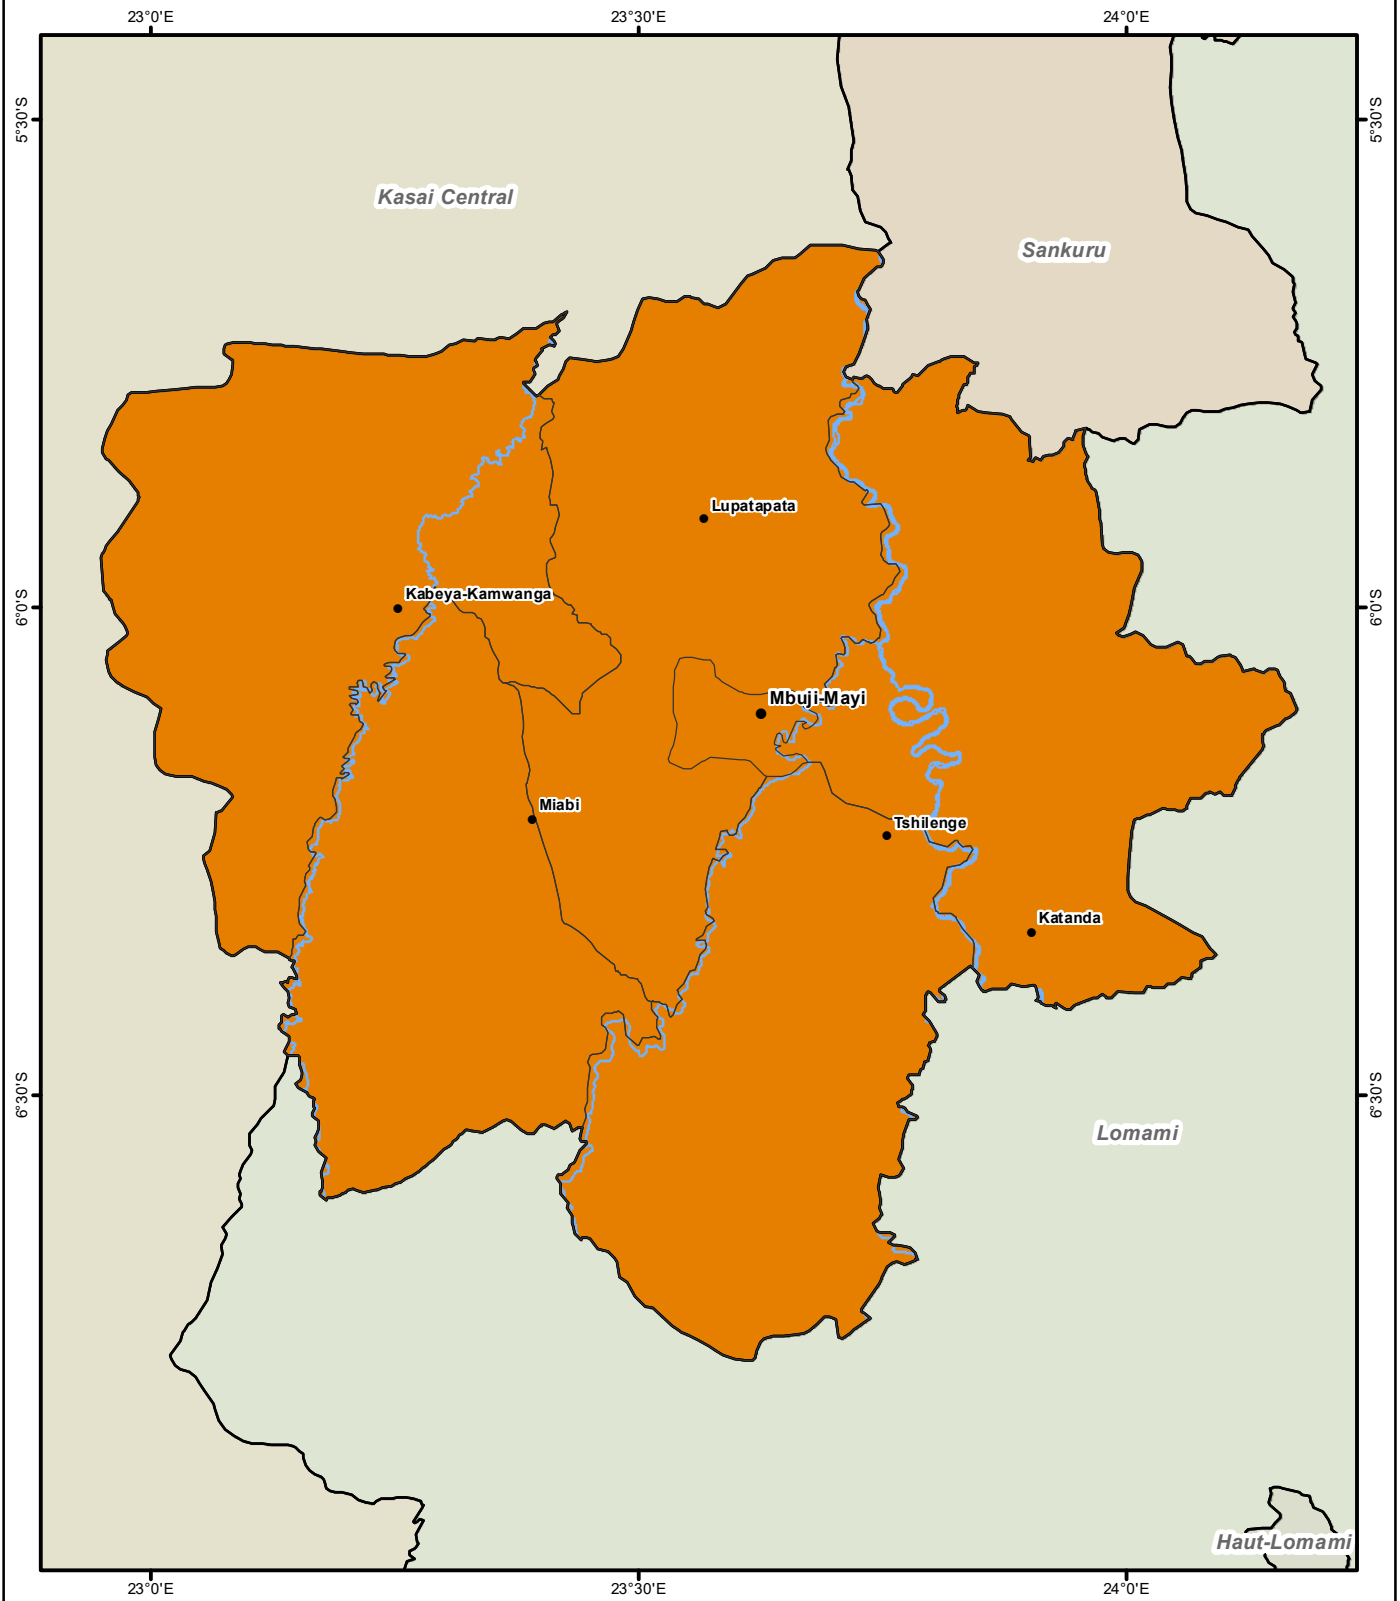 23°0'E
23°30'E
24°0'E
5°30'S
5°30'S
Kasai Central
Sankuru
Lupatapata
Kabeya-Kamwanga
6°0'S
6°0'S
Mbuji-Mayi
Miabi
Tshilenge
Katanda
6°30'S
6°30'S
Lomami
Haut-Lomami
23°0'E
23°30'E
24°0'E